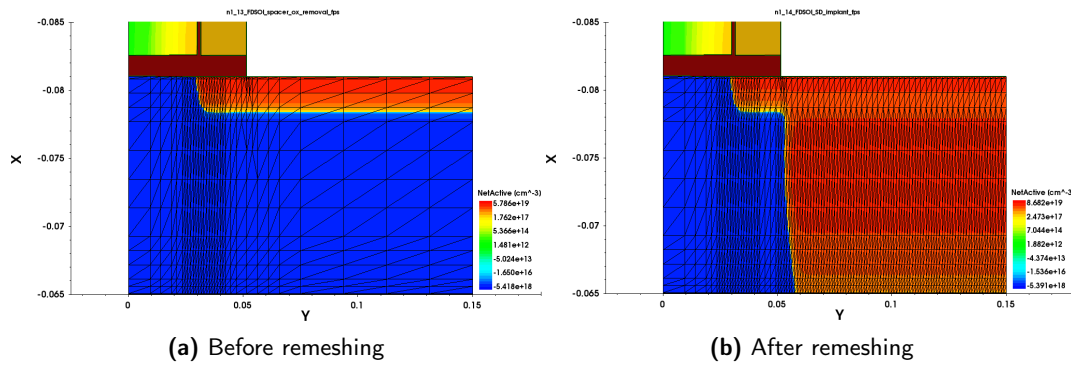 n1_13_FDSOI_spacer_ox_removal_fps
-0.085
-0.08
-0.075
-0.07
-0.065
X
0
0.05
0.1
0.15
Y
NetActive (cm^-3)
5.786e+19
1.762e+17
5.366e+14
1.481e+12
-5.024e+13
-1.650e+16
-5.418e+18
(a) Before remeshing
n1_14_FDSOI_SD_implant_fps
-0.085
-0.08
-0.075
-0.07
-0.065
X
0
0.05
0.1
0.15
Y
NetActive (cm^-3
8.682e+19
2.473e+17
7.044e+14
1.882e+12
-4.374e+13
-1.536e+16
-5.391e+18
(b) After remeshing